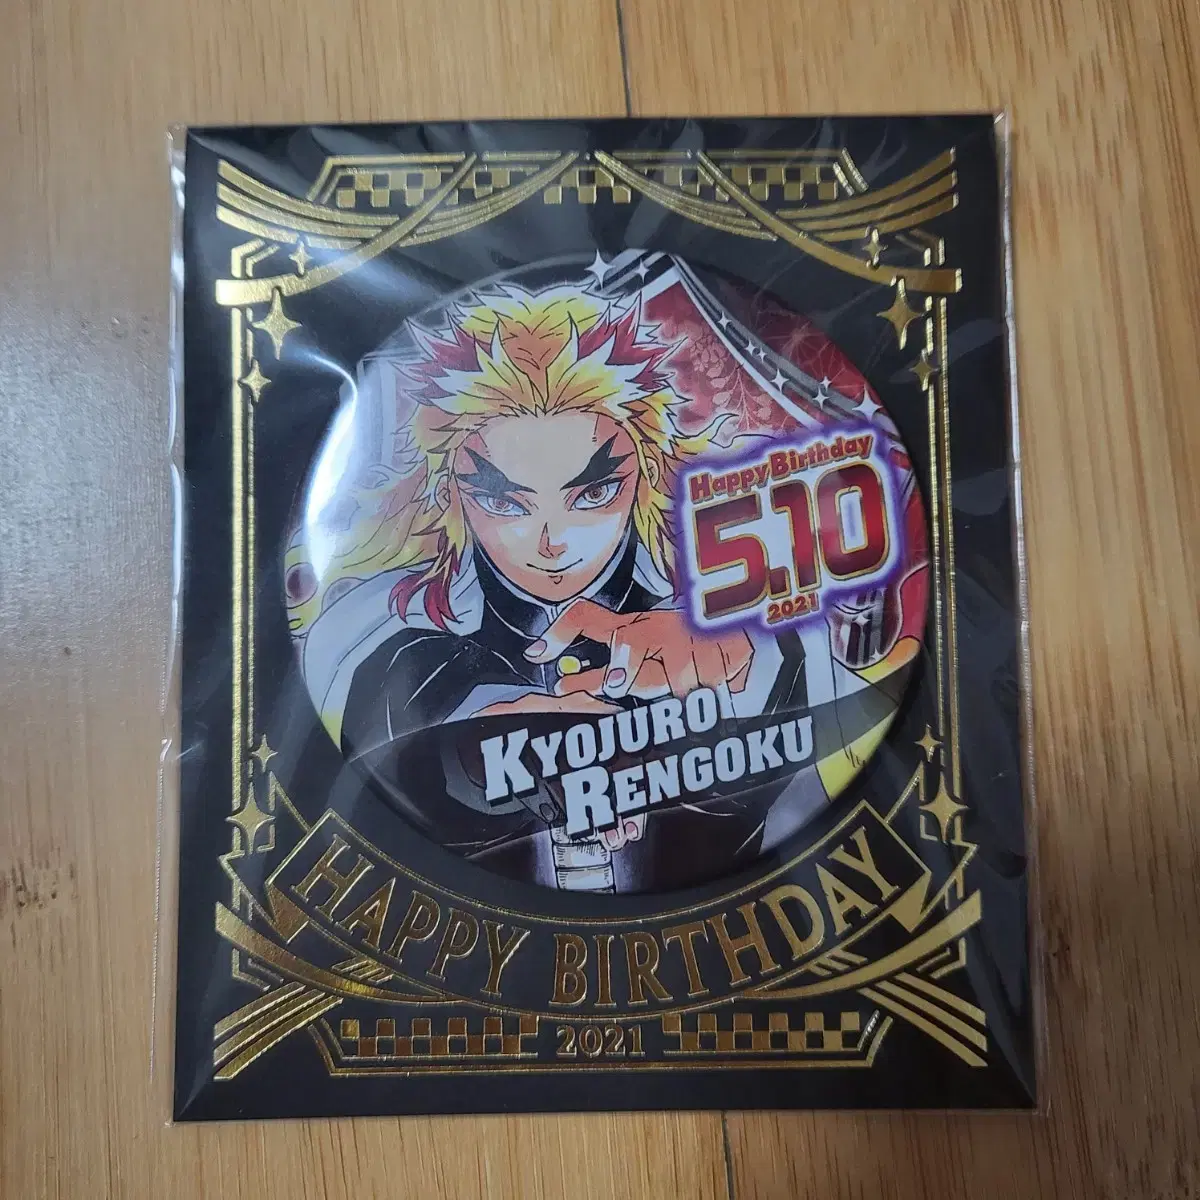 Happy Birthday
5.10
2021
KYOJURO
RENGOKU
HAPPY BIRTHDAY
2021